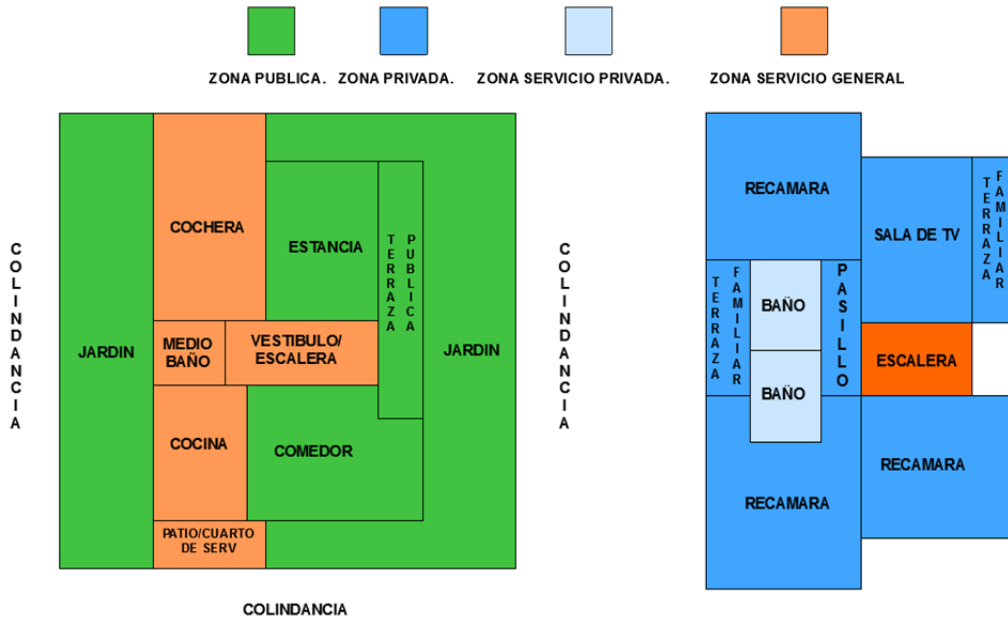 ZONA PUBLICA.
ZONA PRIVADA.
ZONA SERVICIO PRIVADA.
ZONA SERVICIO GENERAL
COLINDANCIA
JARDIN
COCHERA
ESTANCIA
TERRAZA
PUBLICA
JARDIN
MEDIO
BAÑO
VESTIBULO/
ESCALERA
COCINA
COMEDOR
PATIO/CUARTO
DE SERV
COLINDANCIA
COLINDANCIA
RECAMARA
SALA DE TV
TERRAZA
FAMILIAR
TERRAZA
FAMILIAR
BAÑO
PASILLO
BAÑO
ESCALERA
RECAMARA
RECAMARA